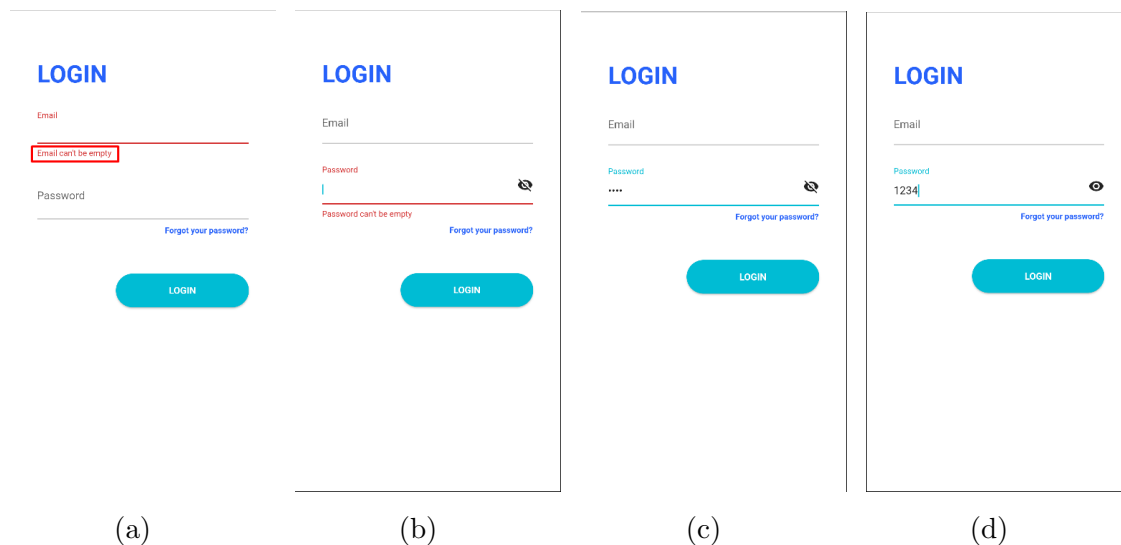 LOGIN
Email
Email can't be empty
Password
Forgot your password?
LOGIN
(a)
LOGIN
Email
Password
Password can't be empty
Forgot your password?
LOGIN
(b)
LOGIN
Email
Password
••••
Forgot your password?
LOGIN
(c)
LOGIN
Email
Password
1234
Forgot your password?
LOGIN
(d)